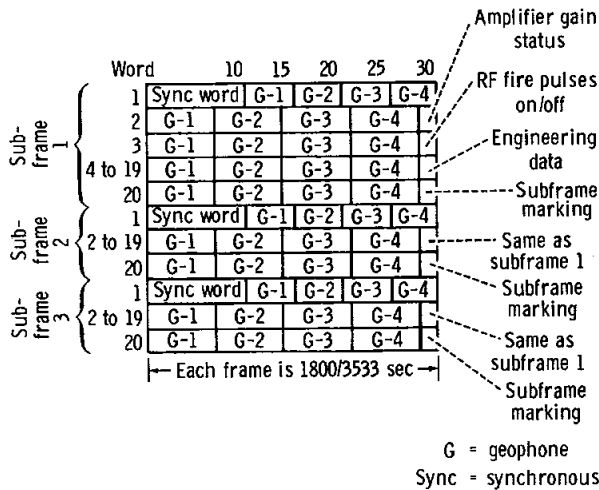 Amplifier gain
status
Word 10 15 20 25 30
RF fire pulses
on/off
Engineering
data
Subframe
marking
Same as
subframe 1
Subframe
marking
Same as
subframe 1
Subframe
marking
Sub-
frame
1
1 Sync word G-1 G-2 G-3 G-4
2 G-1 G-2 G-3 G-4
3 G-1 G-2 G-3 G-4
4 to 19 G-1 G-2 G-3 G-4
20 G-1 G-2 G-3 G-4
Sub-
frame
2
1 Sync word G-1 G-2 G-3 G-4
2 to 19 G-1 G-2 G-3 G-4
20 G-1 G-2 G-3 G-4
Sub-
frame
3
1 Sync word G-1 G-2 G-3 G-4
2 to 19 G-1 G-2 G-3 G-4
20 G-1 G-2 G-3 G-4
Each frame is 1800/3533 sec
G = geophone
Sync = synchronous